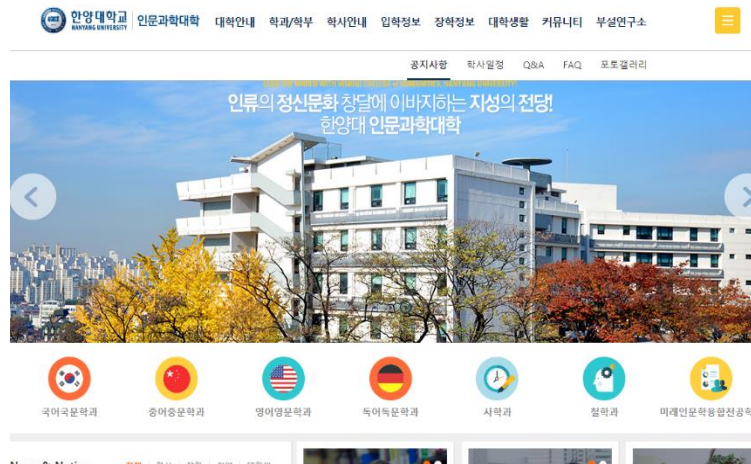 한양대학교 인문과학대학 대학안내 학과/학부 학사안내 입학정보 장학정보 대학생활 커뮤니티 부설연구소
HANYANG UNIVERSITY
공지사항 학사일정 Q&A FAQ 포토갤러리
인류의 정신문화 창달에 이바지하는 지성의 전당!
한양대 인문과학대학
국어국문학과 중어중문학과 영어영문학과 독어독문학과 사학과 철학과 미래인문학융합전공학